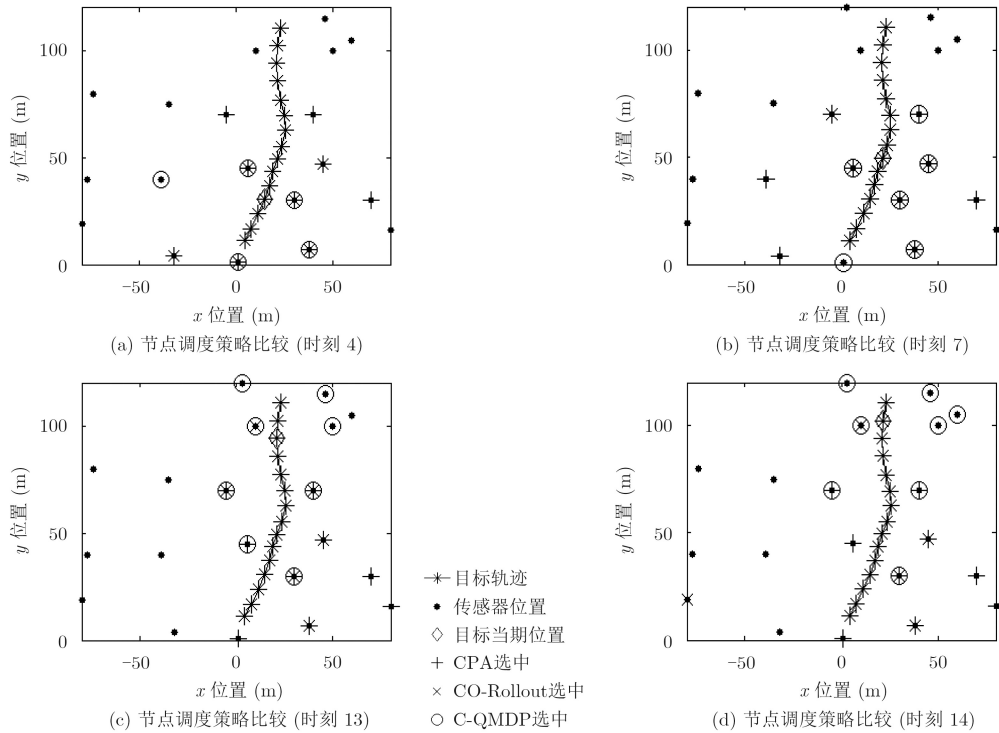 100
50
0
−50
0
50
y 位置 (m)
x 位置 (m)
(a) 节点调度策略比较 (时刻 4)
100
50
0
−50
0
50
y 位置 (m)
x 位置 (m)
(b) 节点调度策略比较 (时刻 7)
100
50
0
−50
0
50
y 位置 (m)
x 位置 (m)
(c) 节点调度策略比较 (时刻 13)
目标轨迹
传感器位置
目标当期位置
CPA选中
CO-Rollout选中
C-QMDP选中
100
50
0
−50
0
50
y 位置 (m)
x 位置 (m)
(d) 节点调度策略比较 (时刻 14)